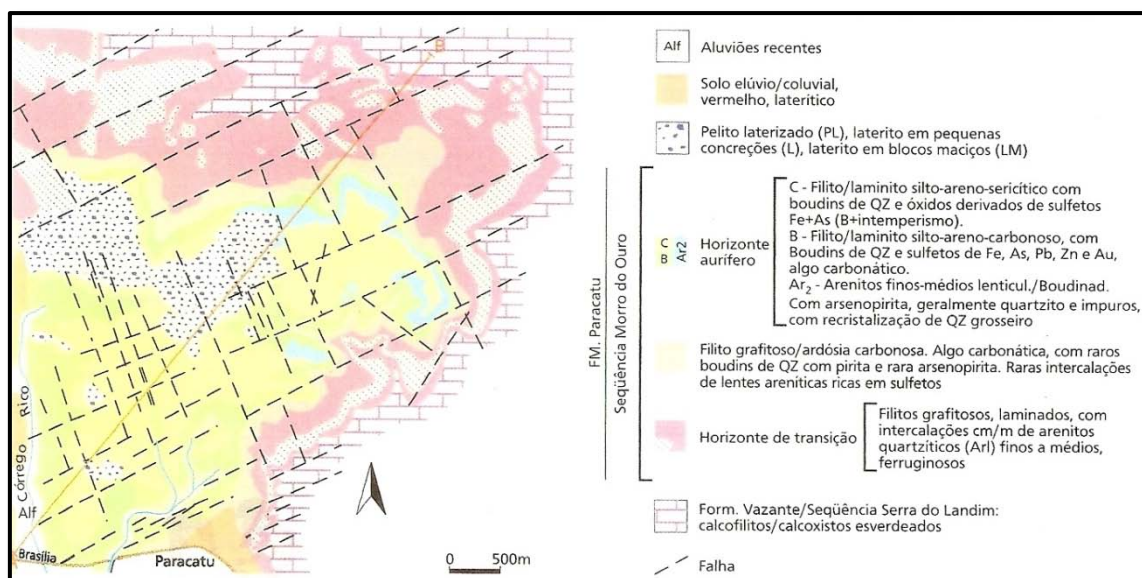 B
Córrego Rico
Alf
Brasília
Paracatu
0 500m
Alf Aluviões recentes
Solo elúvio/coluvial,
vermelho, laterítico
Pelito laterizado (PL), laterito em pequenas
concreções (L), laterito em blocos maciços (LM)
FM. Paracatu
Seqüência Morro do Ouro
C
B
Ar2
Horizonte
aurífero
C - Filito/laminito silto-areno-sericítico com
boudins de QZ e óxidos derivados de sulfetos
Fe+As (B+intemperismo).
B - Filito/laminito silto-areno-carbonoso, com
Boudins de QZ e sulfetos de Fe, As, Pb, Zn e Au,
algo carbonático.
Ar2 - Arenitos finos-médios lenticul./Boudinad.
Com arsenopirita, geralmente quartzito e impuros,
com recristalização de QZ grosseiro
Filito grafitoso/ardósia carbonosa. Algo carbonática, com raros
boudins de QZ com pirita e rara arsenopirita. Raras intercalações
de lentes areníticas ricas em sulfetos
Horizonte de transição
Filitos grafitosos, laminados, com
intercalações cm/m de arenitos
quartzíticos (Arl) finos a médios,
ferruginosos
Form. Vazante/Seqüência Serra do Landim:
calcofilitos/calcoxistos esverdeados
Falha